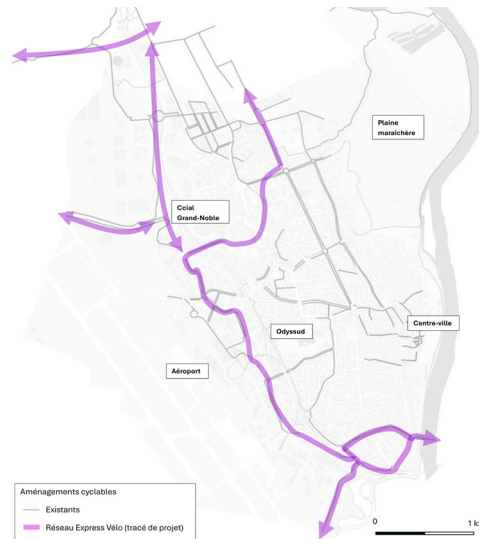 Plaine
maraîchère
Ccial
Grand-Noble
Centre-ville
Odyssud
Aéroport
Aménagements cyclables
Existants
Réseau Express Vélo (tracé de projet)
0 1 k